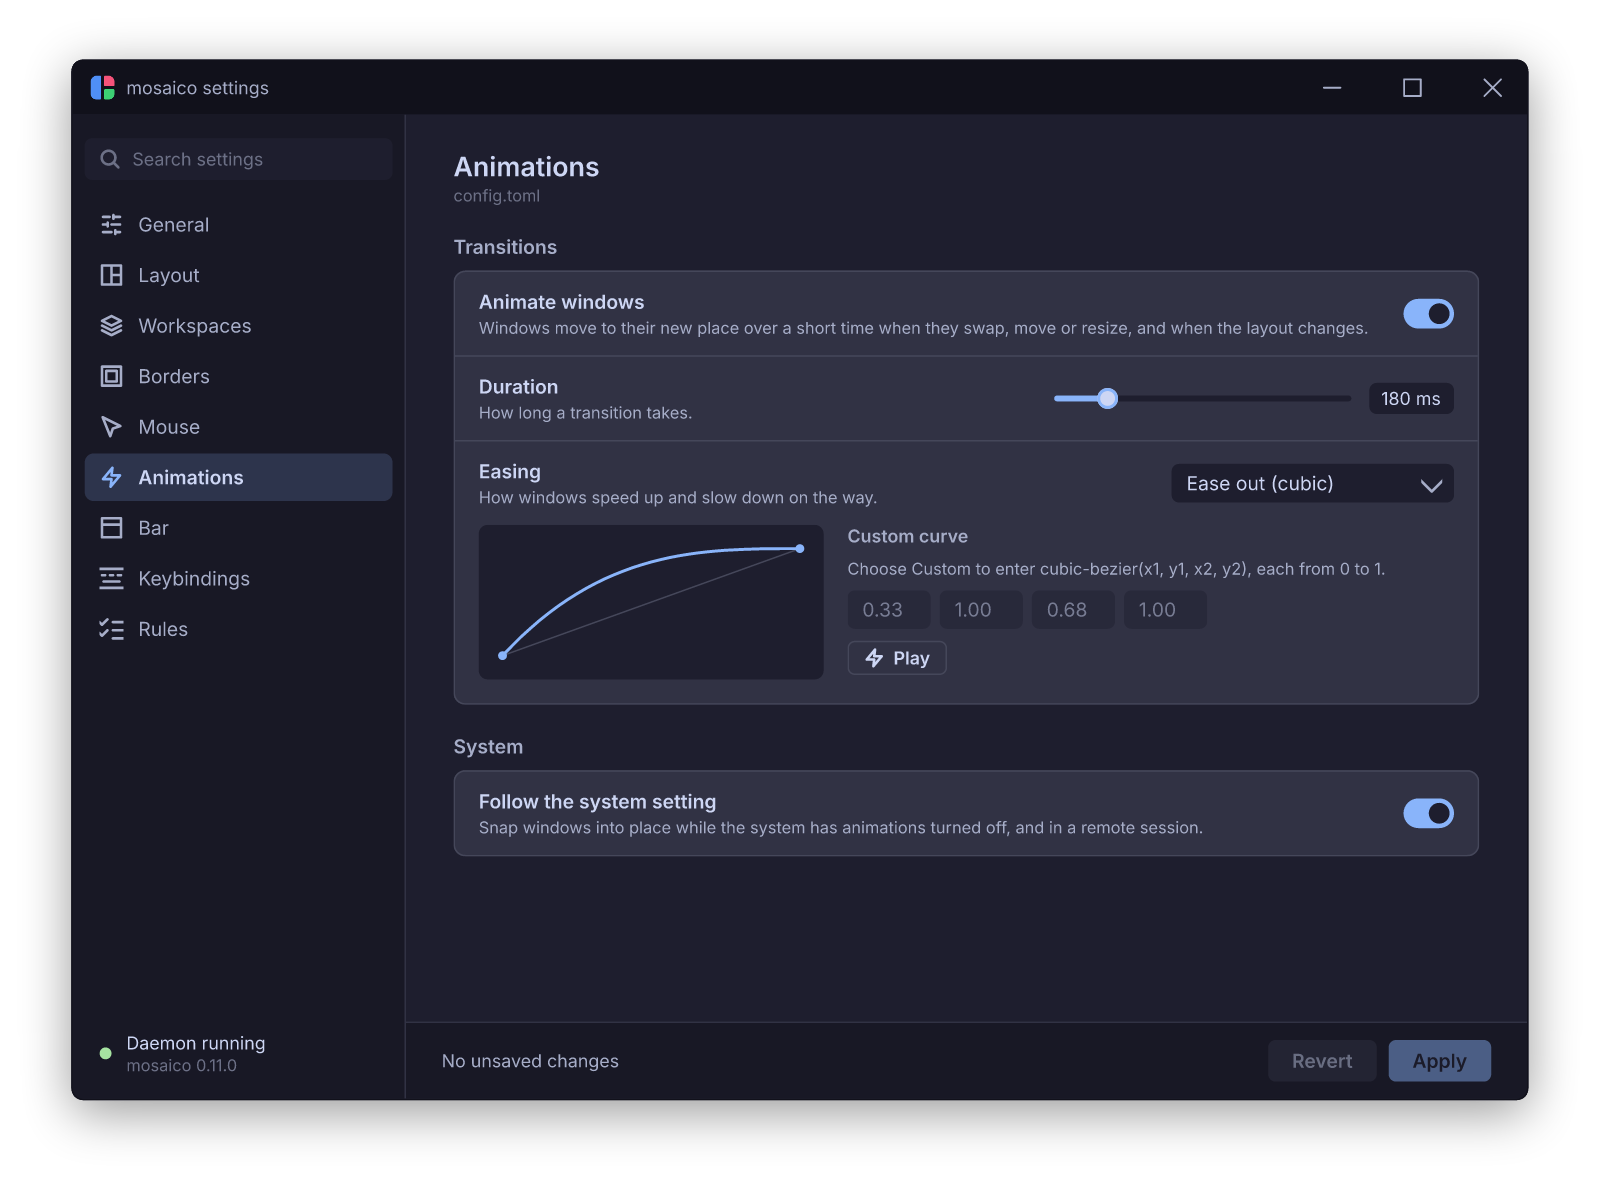 mosaico settings
Search settings
General
Layout
Workspaces
Borders
Mouse
Animations
Bar
Keybindings
Rules
Daemon running
mosaico 0.11.0
Animations
config.toml
Transitions
Animate windows
Windows move to their new place over a short time when they swap, move or resize, and when the layout changes.
Duration
How long a transition takes.
180 ms
Easing
How windows speed up and slow down on the way.
Ease out (cubic)
Custom curve
Choose Custom to enter cubic-bezier(x1, y1, x2, y2), each from 0 to 1.
0.33 1.00 0.68 1.00
Play
System
Follow the system setting
Snap windows into place while the system has animations turned off, and in a remote session.
No unsaved changes
Revert Apply